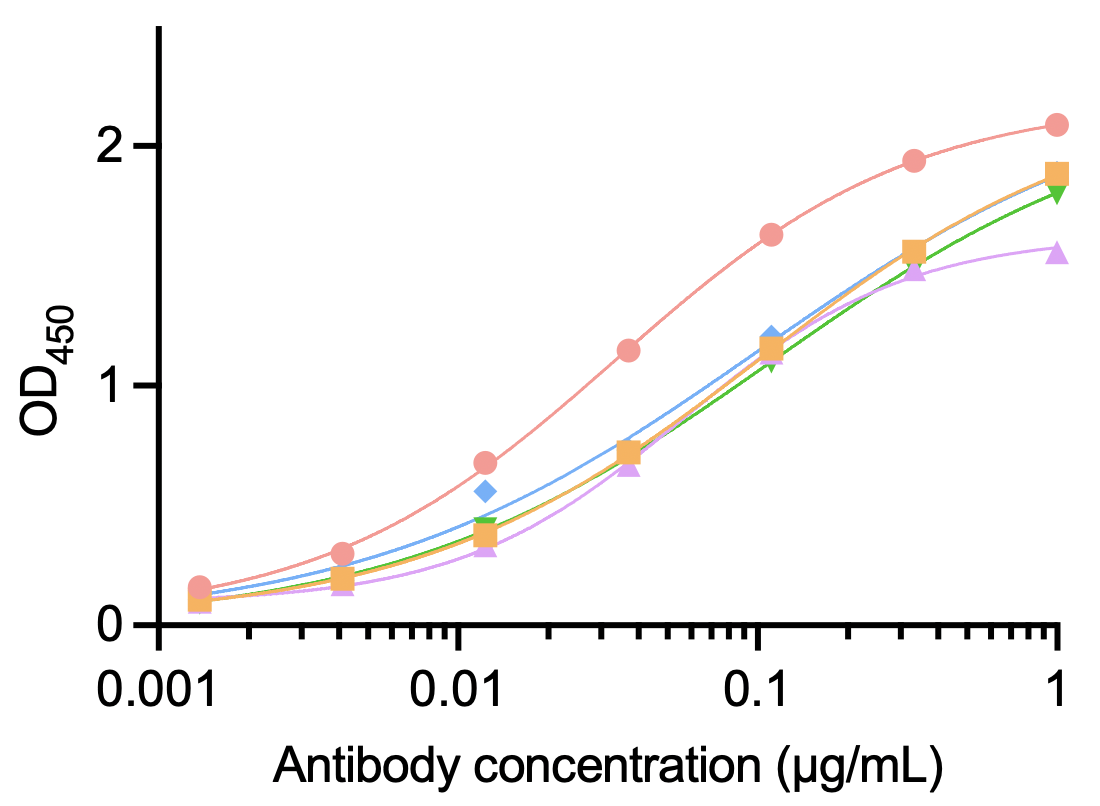 2
1
0
OD450
0.001 0.01 0.1 1
Antibody concentration (μg/mL)